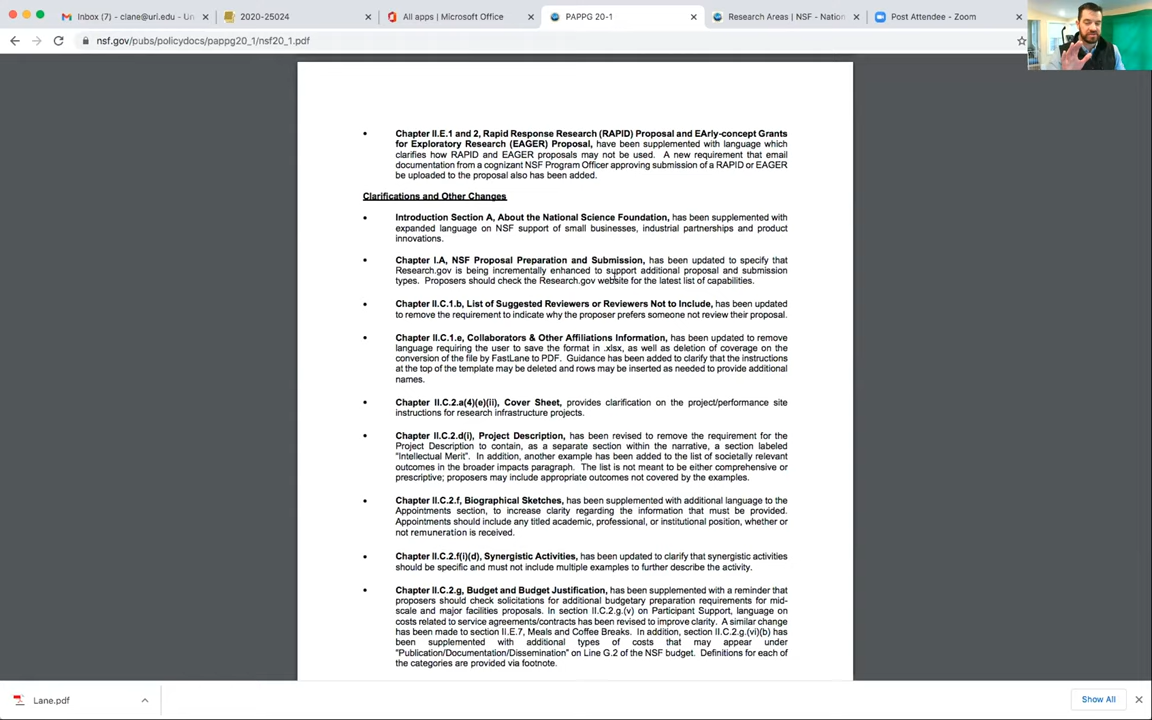 Inbox (7) - clane@uri.edu - Un
2020-25024
All apps | Microsoft Office
PAPPG 20-1
Research Areas | NSF - Nation
Post Attendee - Zoom
nsf.gov/pubs/policydocs/pappg20_1/nsf20_1.pdf
• Chapter II.E.1 and 2, Rapid Response Research (RAPID) Proposal and EArly-concept Grants
for Exploratory Research (EAGER) Proposal, have been supplemented with language which
clarifies how RAPID and EAGER proposals may not be used. A new requirement that email
documentation from a cognizant NSF Program Officer approving submission of a RAPID or EAGER
be uploaded to the proposal also has been added.
Clarifications and Other Changes
• Introduction Section A, About the National Science Foundation, has been supplemented with
expanded language on NSF support of small businesses, industrial partnerships and product
innovations.
• Chapter I.A, NSF Proposal Preparation and Submission, has been updated to specify that
Research.gov is being incrementally enhanced to support additional proposal and submission
types. Proposers should check the Research.gov website for the latest list of capabilities.
• Chapter II.C.1.b, List of Suggested Reviewers or Reviewers Not to Include, has been updated
to remove the requirement to indicate why the proposer prefers someone not review their proposal.
• Chapter II.C.1.e, Collaborators & Other Affiliations Information, has been updated to remove
language requiring the user to save the format in .xlsx, as well as deletion of coverage on the
conversion of the file by FastLane to PDF. Guidance has been added to clarify that the instructions
at the top of the template may be deleted and rows may be inserted as needed to provide additional
names.
• Chapter II.C.2.a(4)(e)(ii), Cover Sheet, provides clarification on the project/performance site
instructions for research infrastructure projects.
• Chapter II.C.2.d(i), Project Description, has been revised to remove the requirement for the
Project Description to contain, as a separate section within the narrative, a section labeled
"Intellectual Merit". In addition, another example has been added to the list of societally relevant
outcomes in the broader impacts paragraph. The list is not meant to be either comprehensive or
prescriptive; proposers may include appropriate outcomes not covered by the examples.
• Chapter II.C.2.f, Biographical Sketches, has been supplemented with additional language to the
Appointments section, to increase clarity regarding the information that must be provided.
Appointments should include any titled academic, professional, or institutional position, whether or
not remuneration is received.
• Chapter II.C.2.f(i)(d), Synergistic Activities, has been updated to clarify that synergistic activities
should be specific and must not include multiple examples to further describe the activity.
• Chapter II.C.2.g, Budget and Budget Justification, has been supplemented with a reminder that
proposers should check solicitations for additional budgetary preparation requirements for mid-
scale and major facilities proposals. In section II.C.2.g.(v) on Participant Support, language on
costs related to service agreements/contracts has been revised to improve clarity. A similar change
has been made to section II.E.7, Meals and Coffee Breaks. In addition, section II.C.2.g.(vi)(b) has
been supplemented with additional types of costs that may appear under
"Publication/Documentation/Dissemination" on Line G.2 of the NSF budget. Definitions for each of
the categories are provided via footnote.
Lane.pdf
Show All